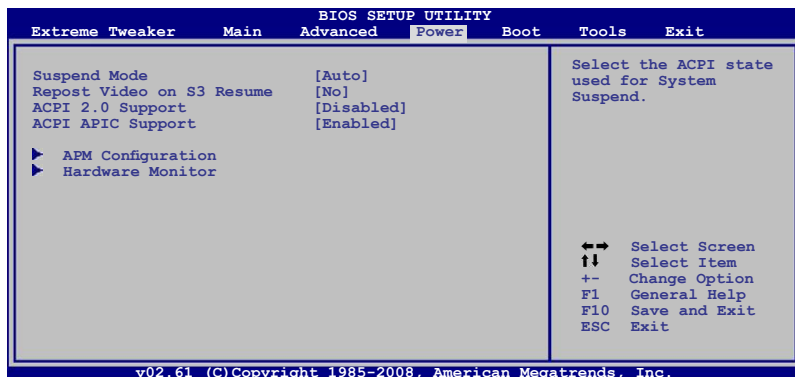 BIOS SETUP UTILITY
Extreme Tweaker Main Advanced Power Boot Tools Exit
Suspend Mode [Auto]
Repost Video on S3 Resume [No]
ACPI 2.0 Support [Disabled]
ACPI APIC Support [Enabled]
APM Configuration
Hardware Monitor
Select the ACPI state
used for System
Suspend.
Select Screen
Select Item
+- Change Option
F1 General Help
F10 Save and Exit
ESC Exit
v02.61 (C)Copyright 1985-2008, American Megatrends, Inc.